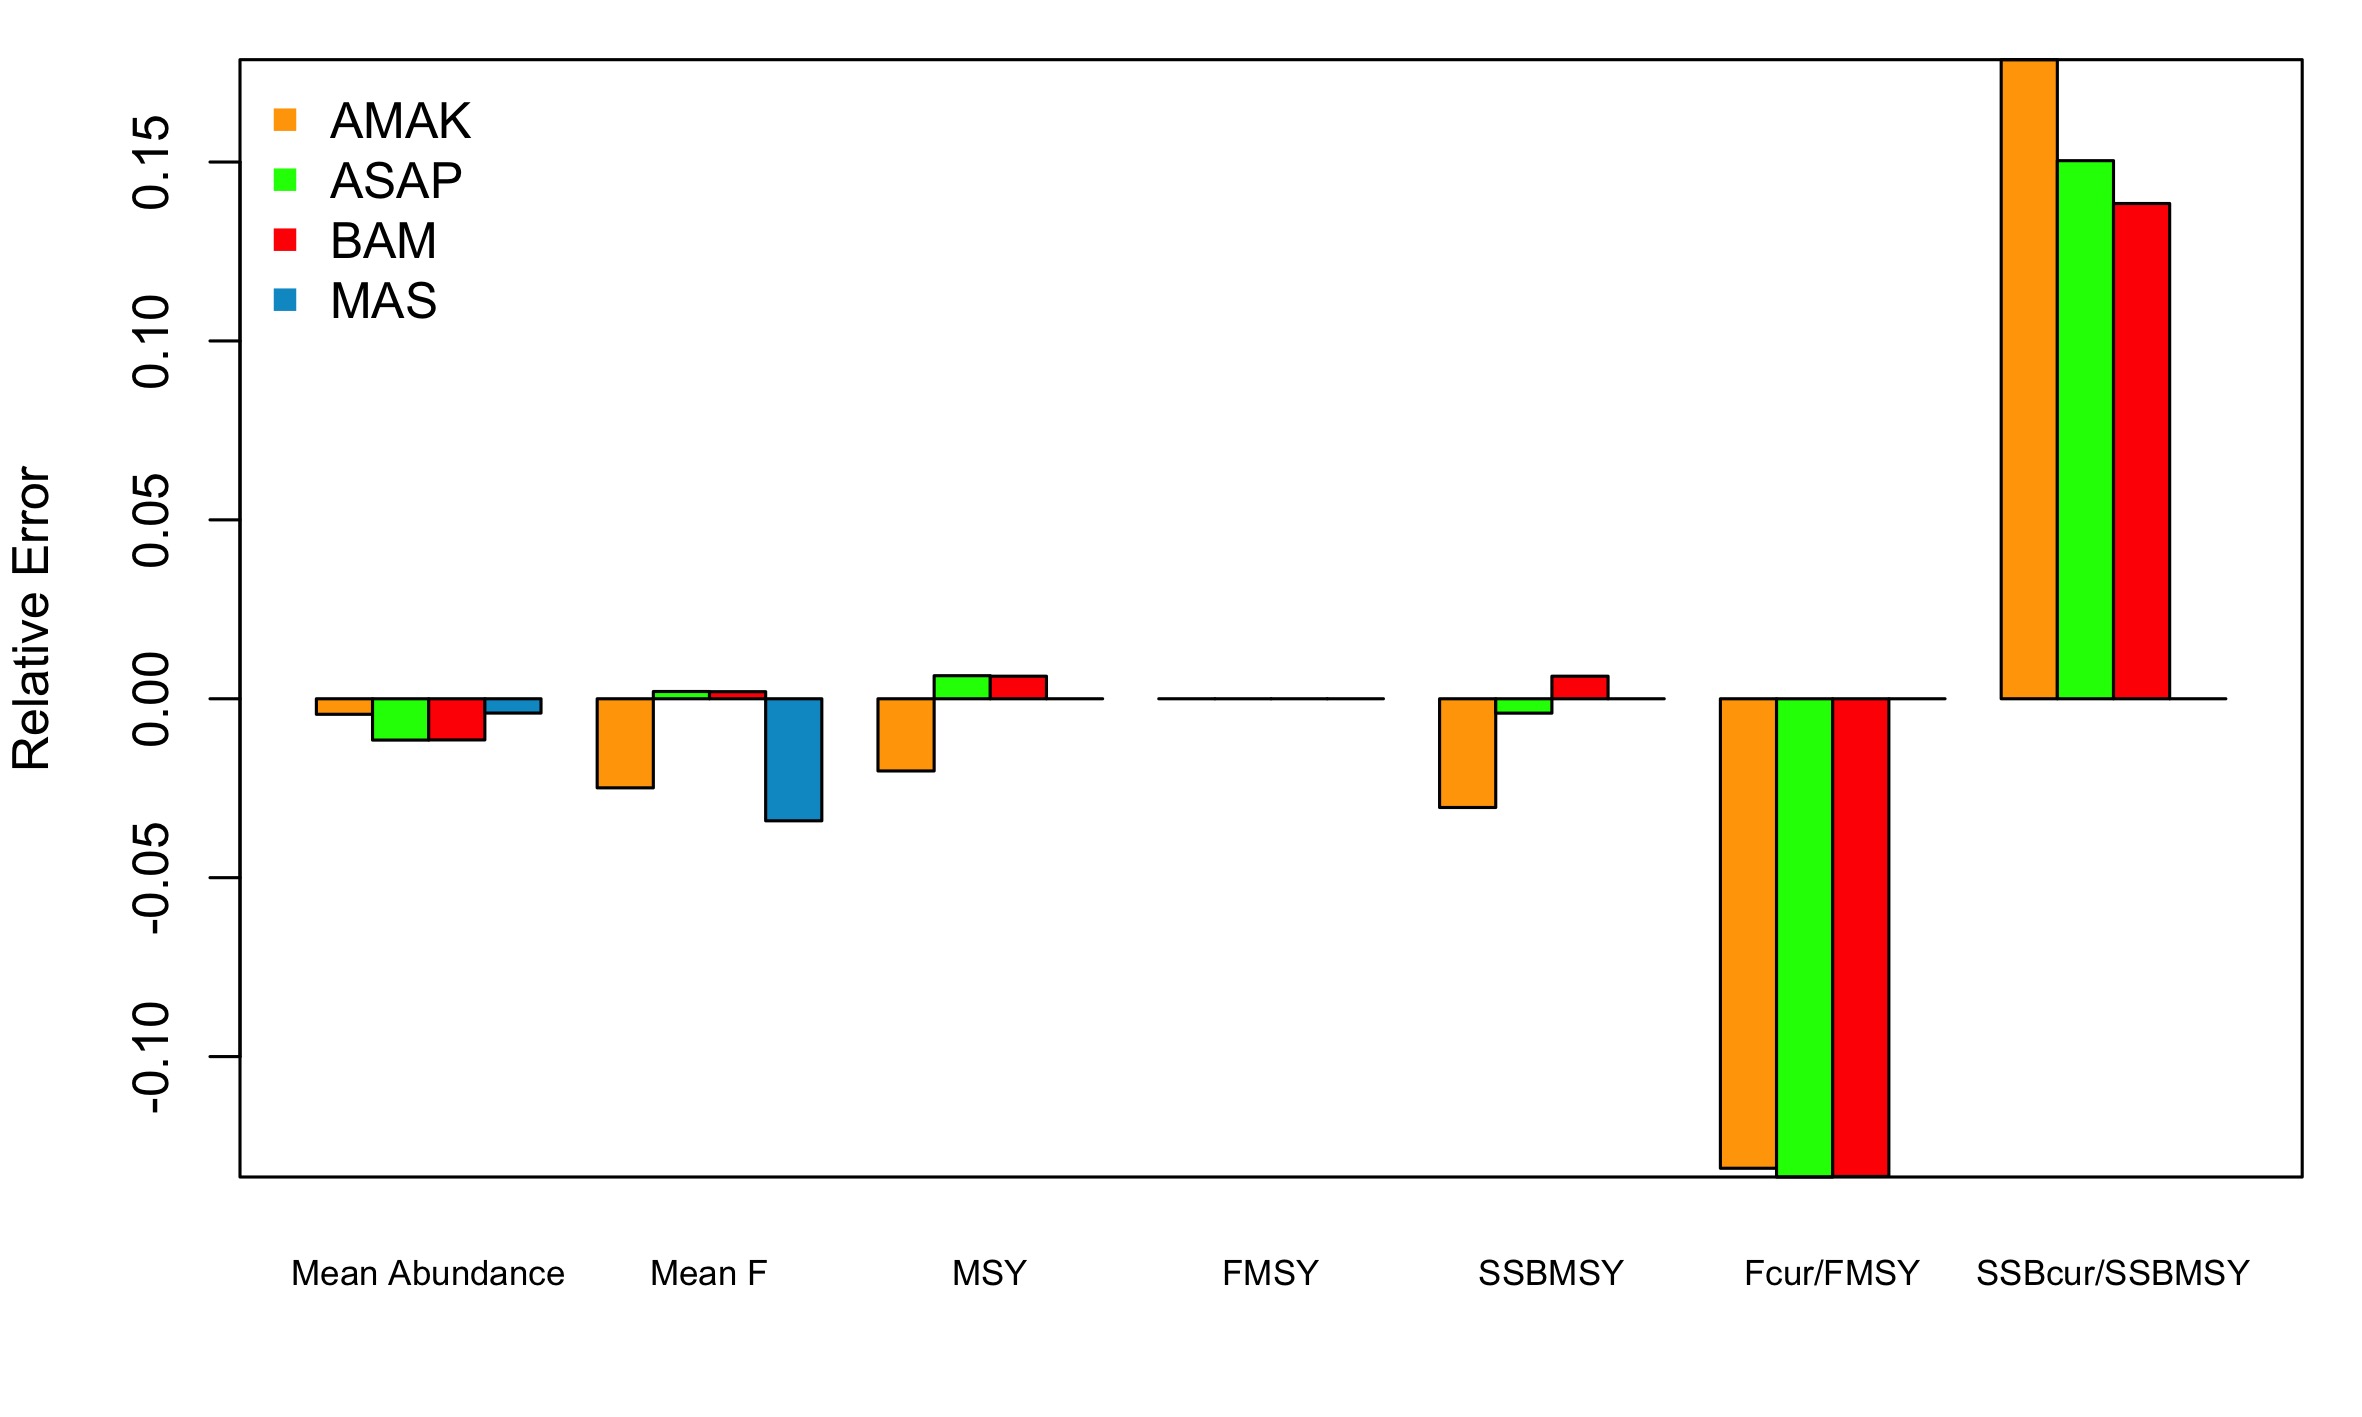 AMAK
ASAP
BAM
MAS
Relative Error
0.15
0.10
0.05
0.00
-0.05
-0.10
Mean Abundance
Mean F
MSY
FMSY
SSBMSY
Fcur/FMSY
SSBcur/SSBMSY